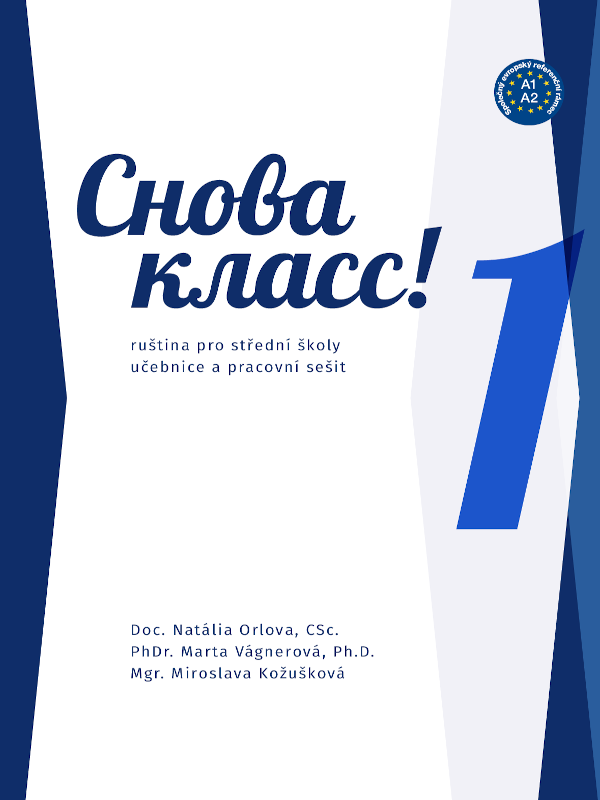 Společný evropský referenční rámec
A1
A2
Снова
класс!
1
ruština pro střední školy
učebnice a pracovní sešit
Doc. Natália Orlova, CSc.
PhDr. Marta Vágnerová, Ph.D.
Mgr. Miroslava Kožušková